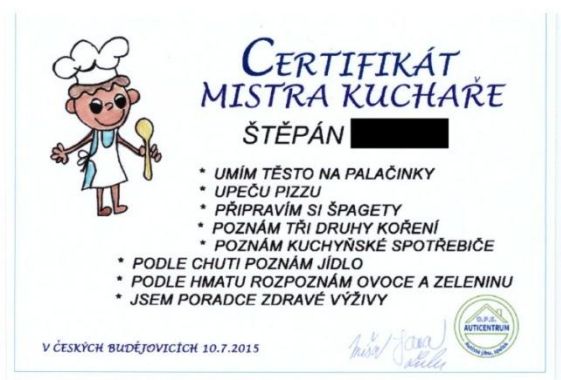 CERTIFIKÁT
MISTRA KUCHAŘE
ŠTĚPÁN
* UMÍM TĚSTO NA PALAČINKY
* UPEČU PIZZU
* PŘIPRAVÍM SI ŠPAGETY
* POZNÁM TŘI DRUHY KOŘENÍ
* POZNÁM KUCHYŇSKÉ SPOTŘEBIČE
* PODLE CHUTI POZNÁM JÍDLO
* PODLE HMATU ROZPOZNÁM OVOCE A ZELENINU
* JSEM PORADCE ZDRAVÉ VÝŽIVY
O.P.S.
AUTICENTRUM
V ČESKÝCH BUDĚJOVICÍCH 10.7.2015
Jana